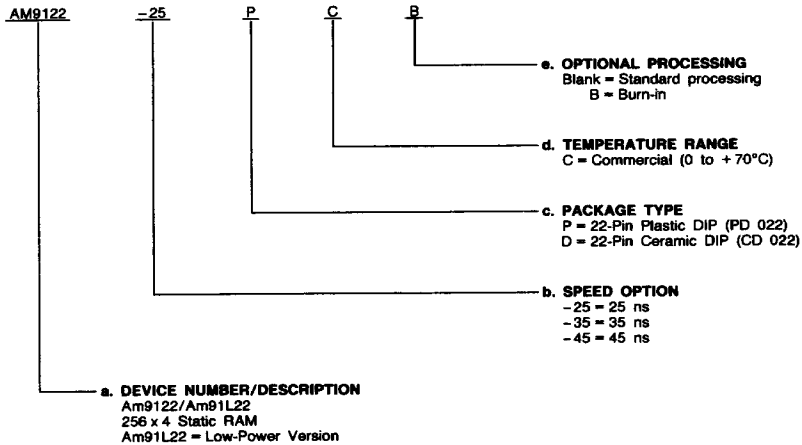 AM9122 -25 P C B
e. OPTIONAL PROCESSING
Blank = Standard processing
B = Burn-in
d. TEMPERATURE RANGE
C = Commercial (0 to +70°C)
c. PACKAGE TYPE
P = 22-Pin Plastic DIP (PD 022)
D = 22-Pin Ceramic DIP (CD 022)
b. SPEED OPTION
-25 = 25 ns
-35 = 35 ns
-45 = 45 ns
a. DEVICE NUMBER/DESCRIPTION
Am9122/Am91L22
256 x 4 Static RAM
Am91L22 = Low-Power Version